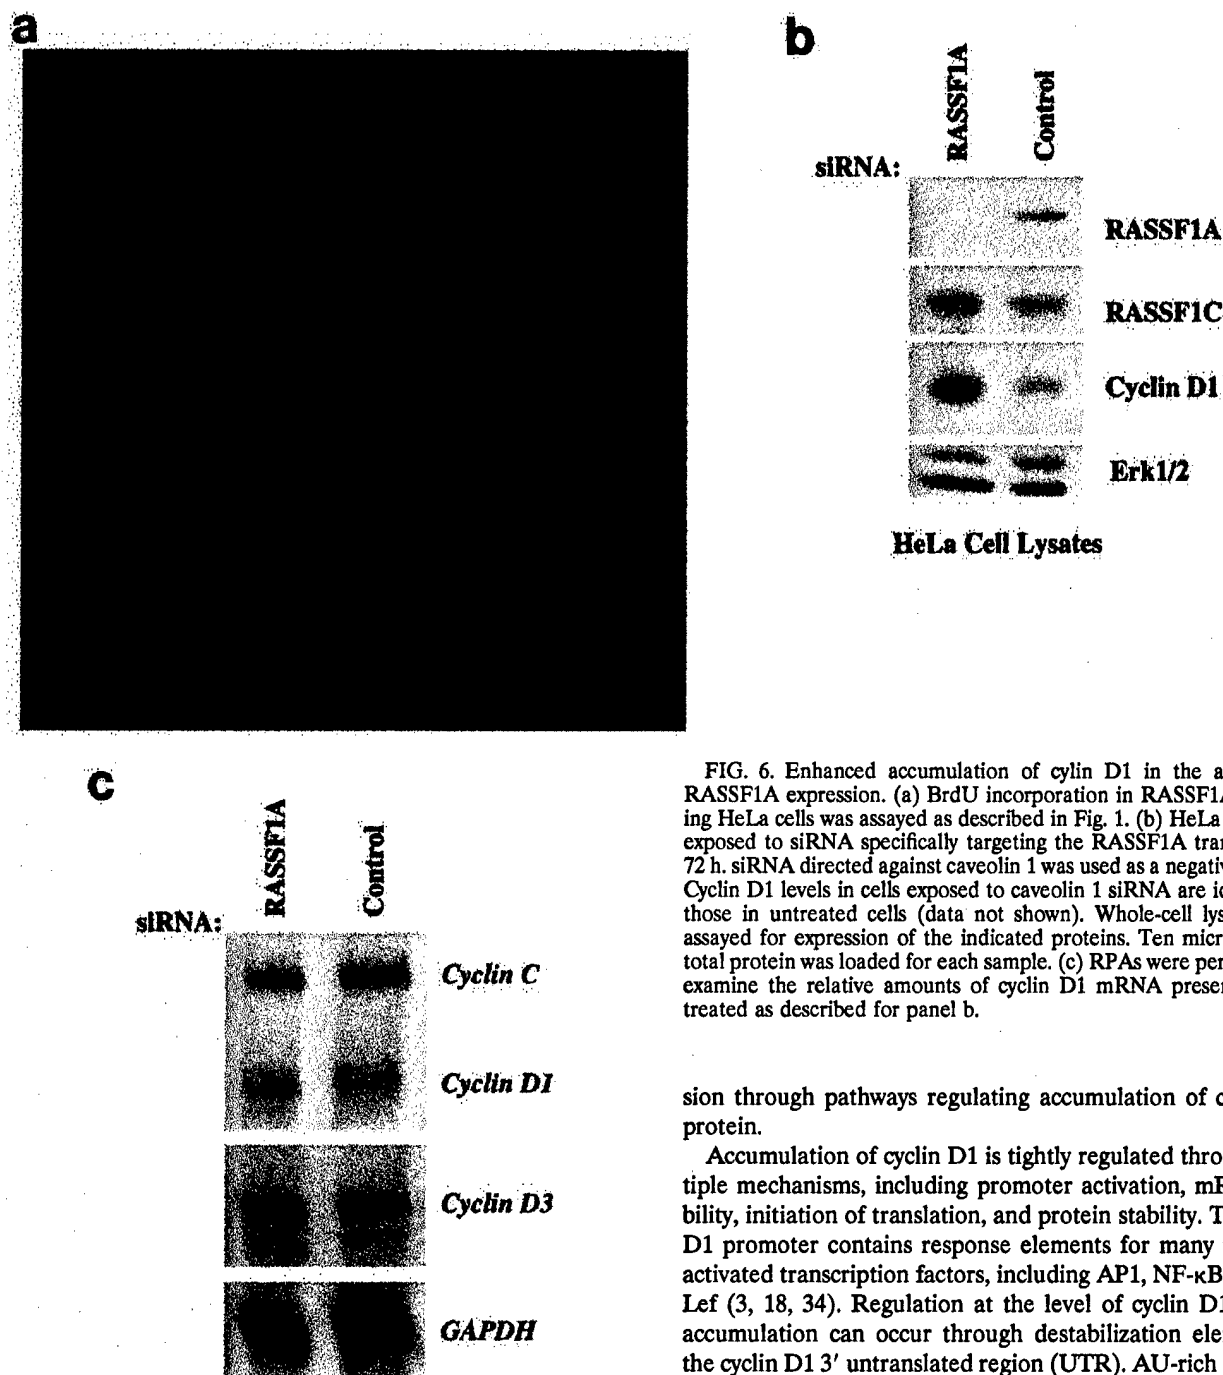 a
b
RASSF1A
Control
siRNA:
RASSF1A
RASSF1C
Cyclin D1
Erk1/2
HeLa Cell Lysates
c
RASSF1A
Control
siRNA:
Cyclin C
Cyclin D1
Cyclin D3
GAPDH
FIG. 6. Enhanced accumulation of cylin D1 in the
RASSF1A expression. (a) BrdU incorporation in
ing HeLa cells was assayed as described in Fig. 1. (b) HeLa
exposed to siRNA specifically targeting the RASSF1A
72 h. siRNA directed against caveolin 1 was used as a
Cyclin D1 levels in cells exposed to caveolin 1 siRNA are
those in untreated cells (data not shown). Whole-cell
assayed for expression of the indicated proteins. Ten
total protein was loaded for each sample. (c) RPAs were
examine the relative amounts of cyclin D1 mRNA
treated as described for panel b.
sion through pathways regulating accumulation of
protein.
Accumulation of cyclin D1 is tightly regulated
tiple mechanisms, including promoter activation,
bility, initiation of translation, and protein stability.
D1 promoter contains response elements for many
activated transcription factors, including AP1, NF-κB
Lef (3, 18, 34). Regulation at the level of cyclin D1
accumulation can occur through destabilization
the cyclin D1 3′ untranslated region (UTR). AU-rich